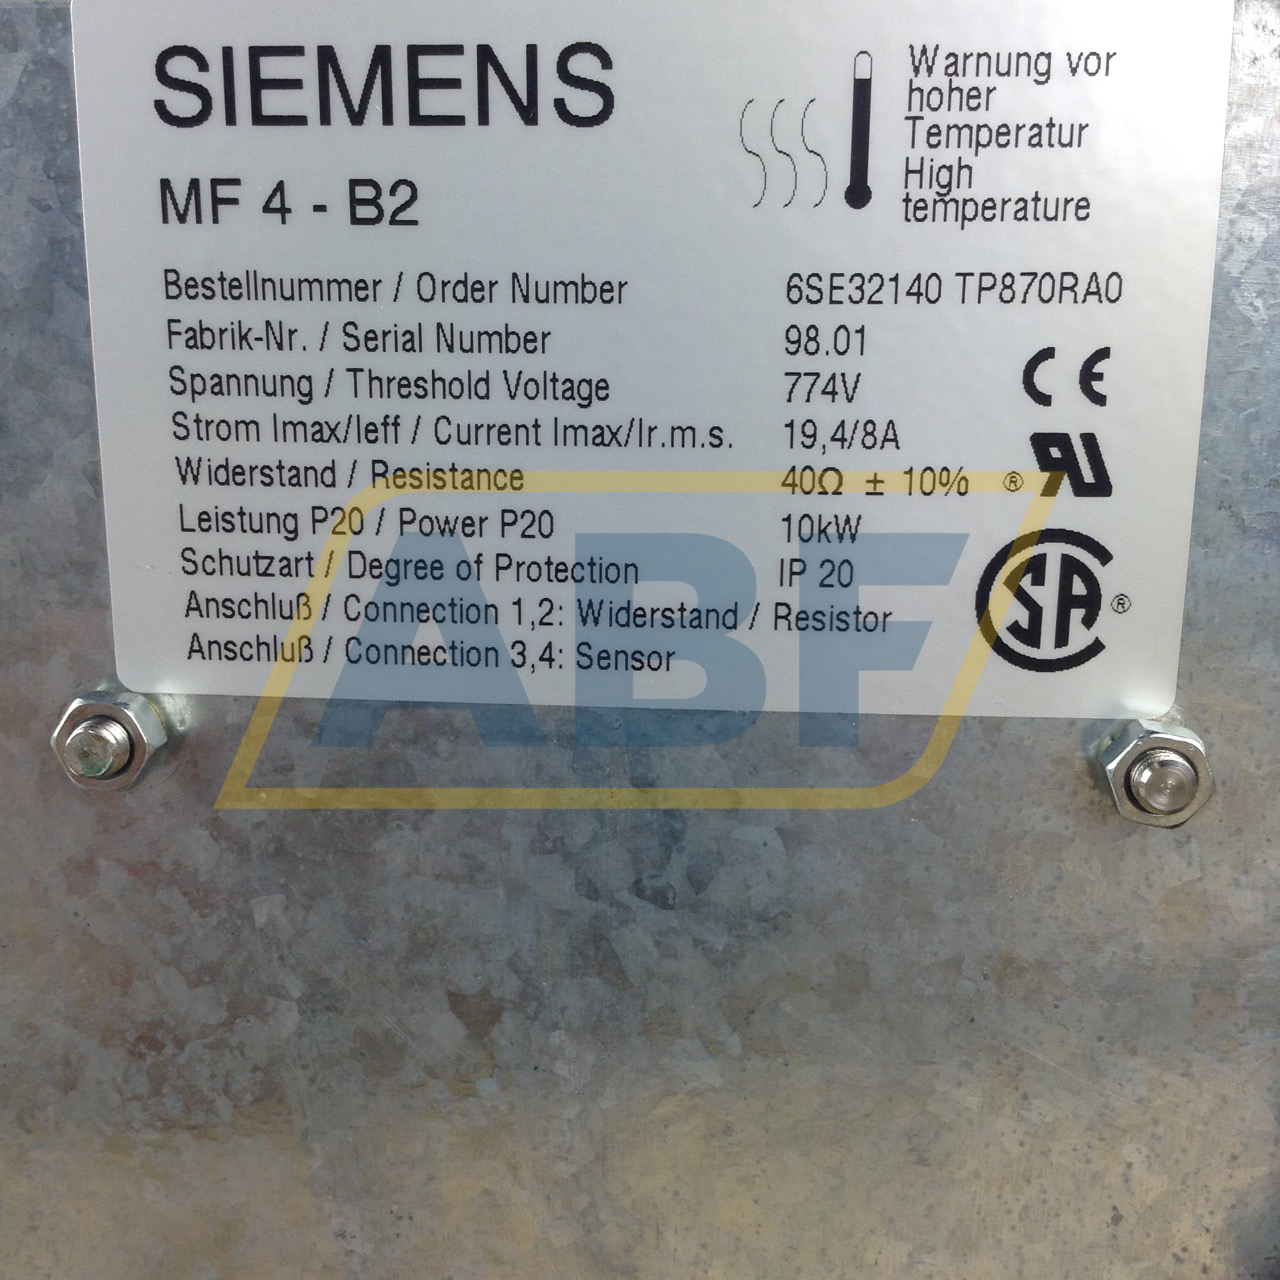 SIEMENS
MF 4 - B2
Warnung vor
hoher
Temperatur
High
temperature
Bestellnummer / Order Number 6SE32140 TP870RA0
Fabrik-Nr. / Serial Number 98.01
Spannung / Threshold Voltage 774V
Strom Imax/Ieff / Current Imax/Ir.m.s. 19,4/8A
Widerstand / Resistance 40Ω ± 10%
Leistung P20 / Power P20 10kW
Schutzart / Degree of Protection IP 20
Anschluß / Connection 1,2: Widerstand / Resistor
Anschluß / Connection 3,4: Sensor
CE
® RU
SA ®
ABF